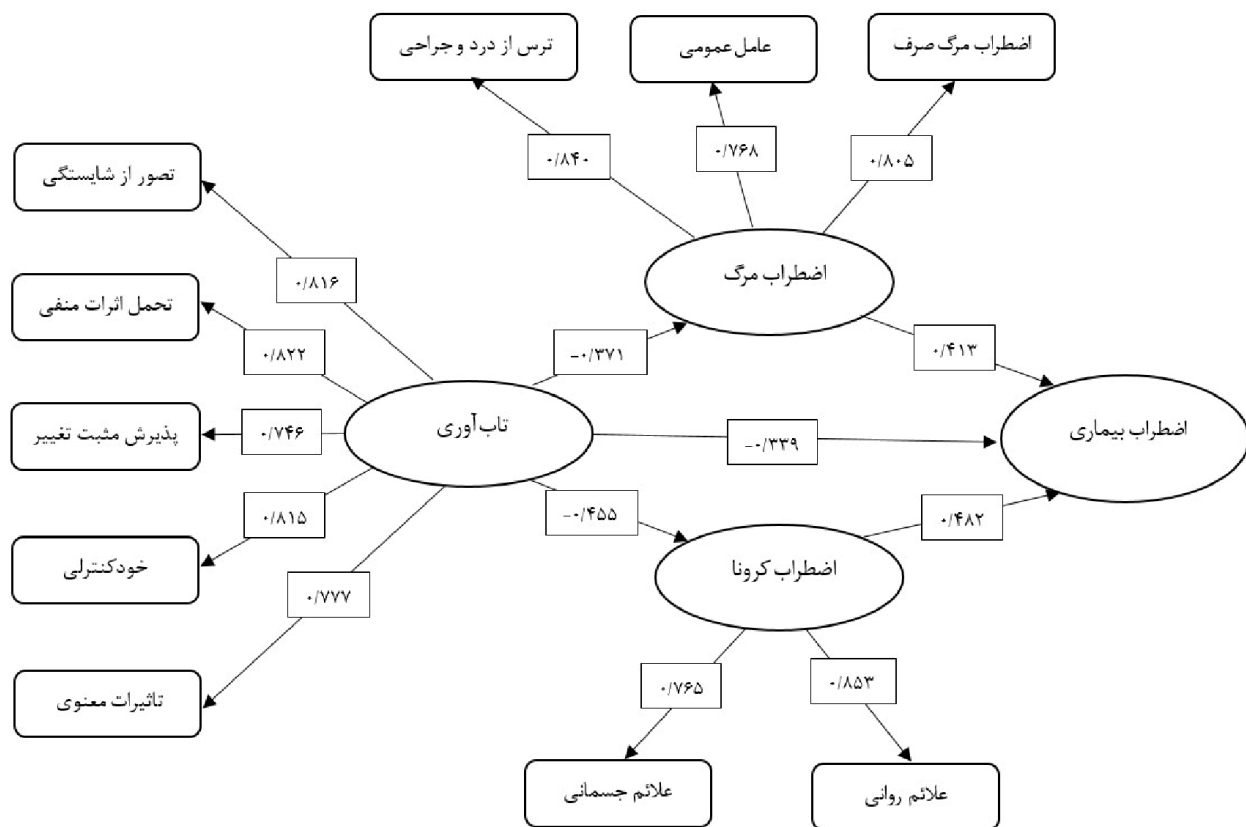 اضطراب مرگ صرف
عامل عمومی
ترس از درد و جراحی
۰/۸۰۵
۰/۷۶۸
۰/۸۴۰
تصور از شایستگی
اضطراب مرگ
۰/۸۱۶
تحمل اثرات منفی
۰/۴۱۳
-۰/۳۷۱
۰/۸۲۲
اضطراب بیماری
-۰/۳۳۹
تاب‌آوری
۰/۷۴۶
پذیرش مثبت تغییر
۰/۴۸۲
-۰/۴۵۵
۰/۸۱۵
خودکنترلی
اضطراب کرونا
۰/۷۷۷
تاثیرات معنوی
۰/۸۵۳
۰/۷۶۵
علائم روانی
علائم جسمانی